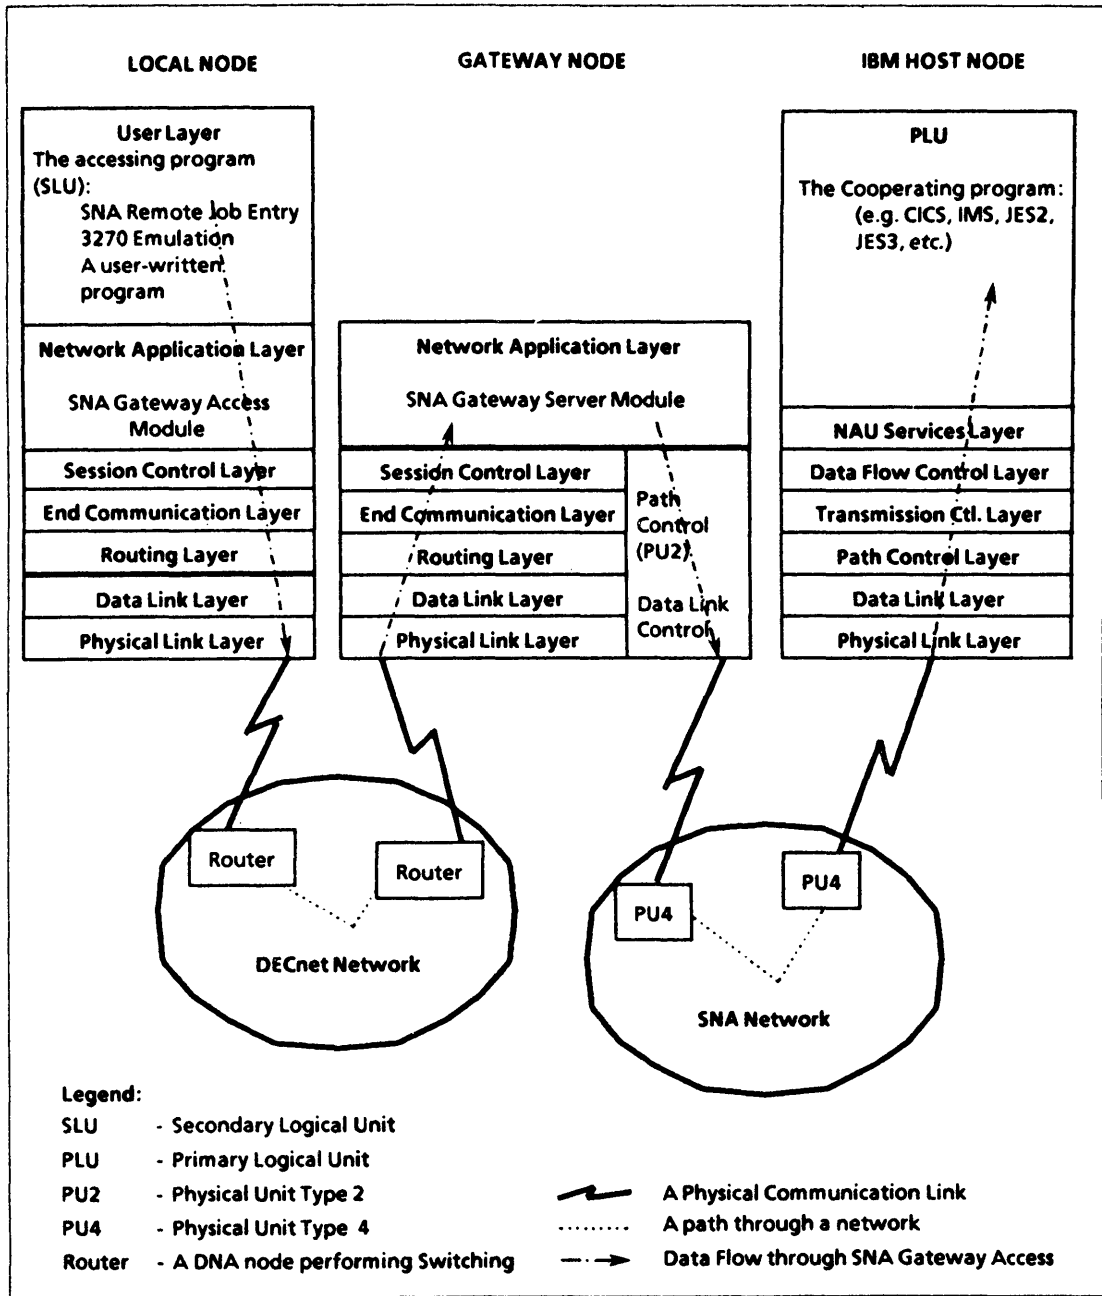 LOCAL NODE
GATEWAY NODE
IBM HOST NODE
User Layer
The accessing program
(SLU):
SNA Remote Job Entry
3270 Emulation
A user-written
program
Network Application Layer
SNA Gateway Access
Module
Session Control Layer
End Communication Layer
Routing Layer
Data Link Layer
Physical Link Layer
Network Application Layer
SNA Gateway Server Module
Session Control Layer
End Communication Layer
Routing Layer
Data Link Layer
Physical Link Layer
Path
Control
(PU2)
Data Link
Control
PLU
The Cooperating program:
(e.g. CICS, IMS, JES2,
JES3, etc.)
NAU Services Layer
Data Flow Control Layer
Transmission Ctl. Layer
Path Control Layer
Data Link Layer
Physical Link Layer
Router
Router
DECnet Network
PU4
PU4
SNA Network
Legend:
SLU - Secondary Logical Unit
PLU - Primary Logical Unit
PU2 - Physical Unit Type 2
PU4 - Physical Unit Type 4
Router - A DNA node performing Switching
A Physical Communication Link
A path through a network
Data Flow through SNA Gateway Access